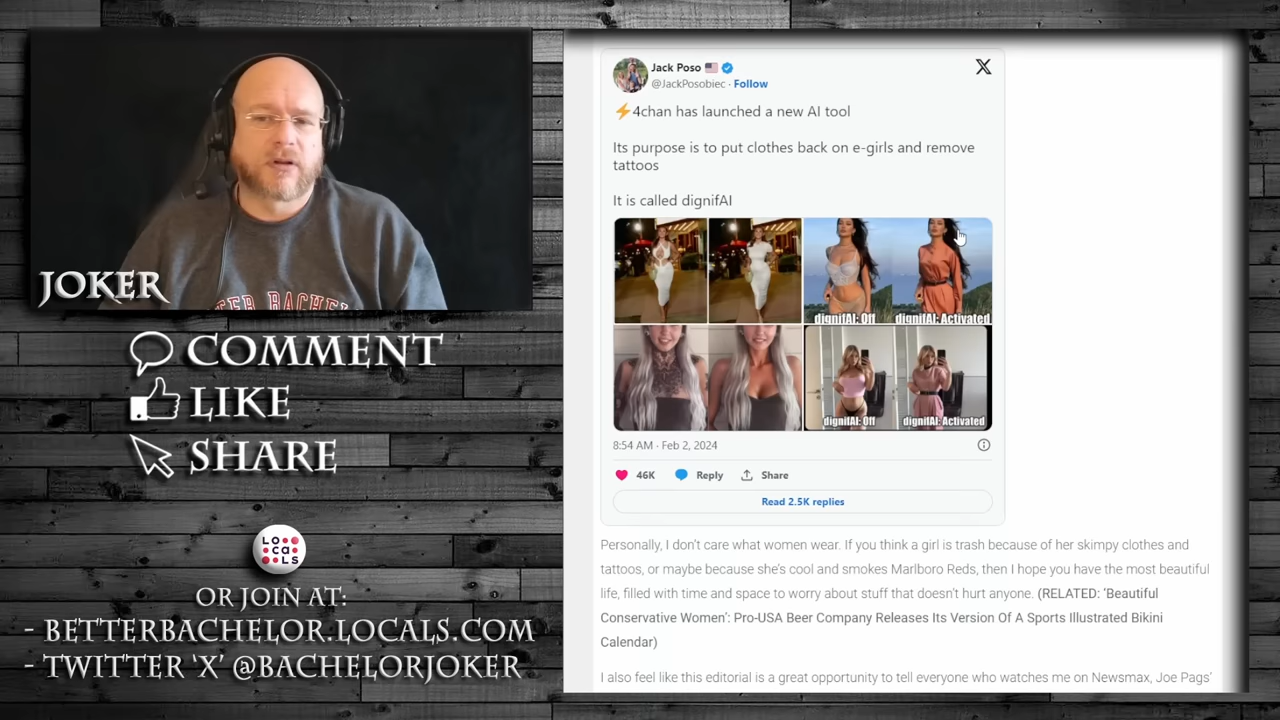 JOKER
COMMENT
LIKE
SHARE
LOCALS
OR JOIN AT:
- BETTERBACHELOR.LOCALS.COM
- TWITTER 'X' @BACHELORJOKER
Jack Poso
@JackPosobiec · Follow
⚡4chan has launched a new AI tool
Its purpose is to put clothes back on e-girls and remove
tattoos
It is called dignifAI
dignifAI: Off dignifAI: Activated
dignifAI: Off dignifAI: Activated
8:54 AM · Feb 2, 2024
46K Reply Share
Read 2.5K replies
Personally, I don't care what women wear. If you think a girl is trash because of her skimpy clothes and
tattoos, or maybe because she's cool and smokes Marlboro Reds, then I hope you have the most beautiful
life, filled with time and space to worry about stuff that doesn't hurt anyone. (RELATED: 'Beautiful
Conservative Women': Pro-USA Beer Company Releases Its Version Of A Sports Illustrated Bikini
Calendar)
I also feel like this editorial is a great opportunity to tell everyone who watches me on Newsmax, Joe Pags'